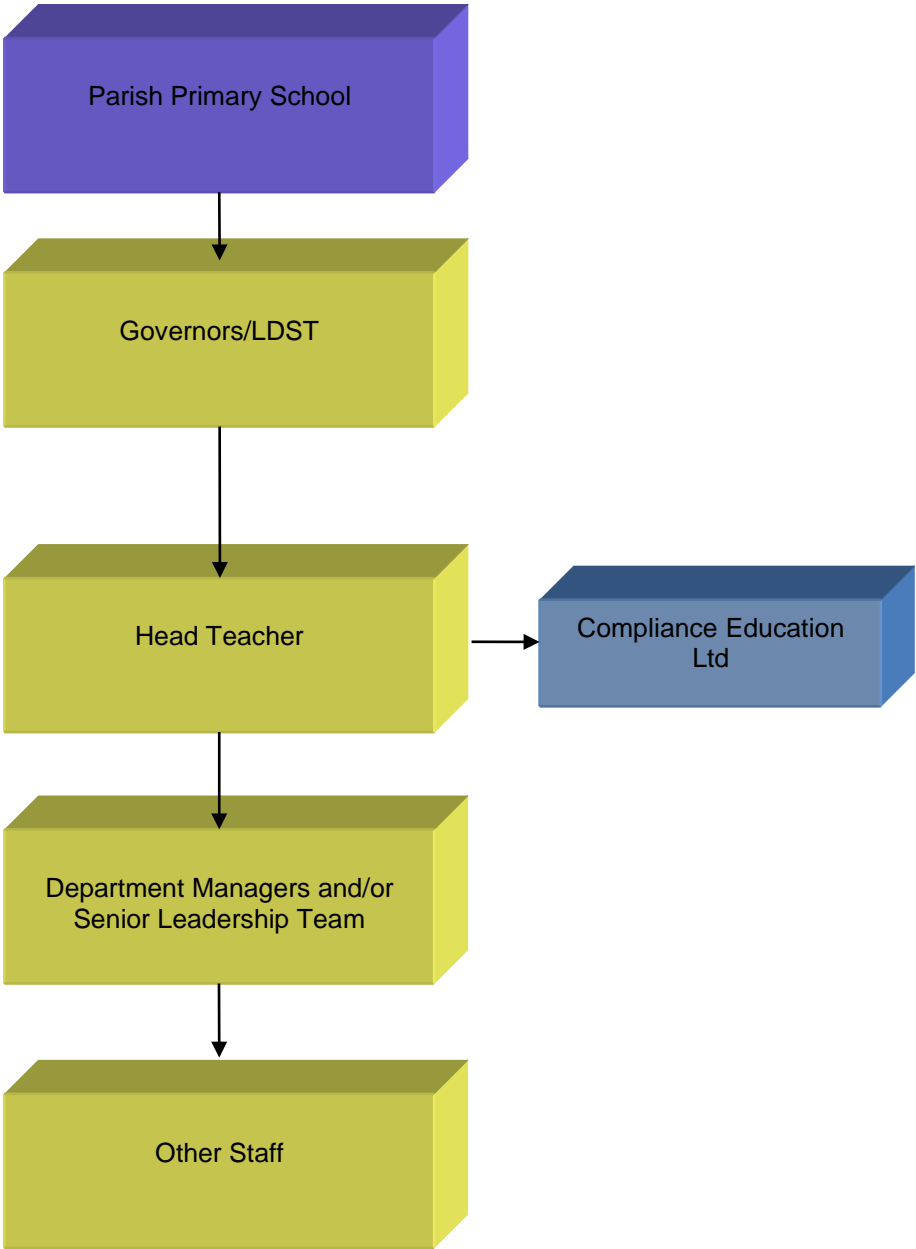 Parish Primary School
Governors/LDST
Head Teacher
Compliance Education
Ltd
Department Managers and/or
Senior Leadership Team
Other Staff